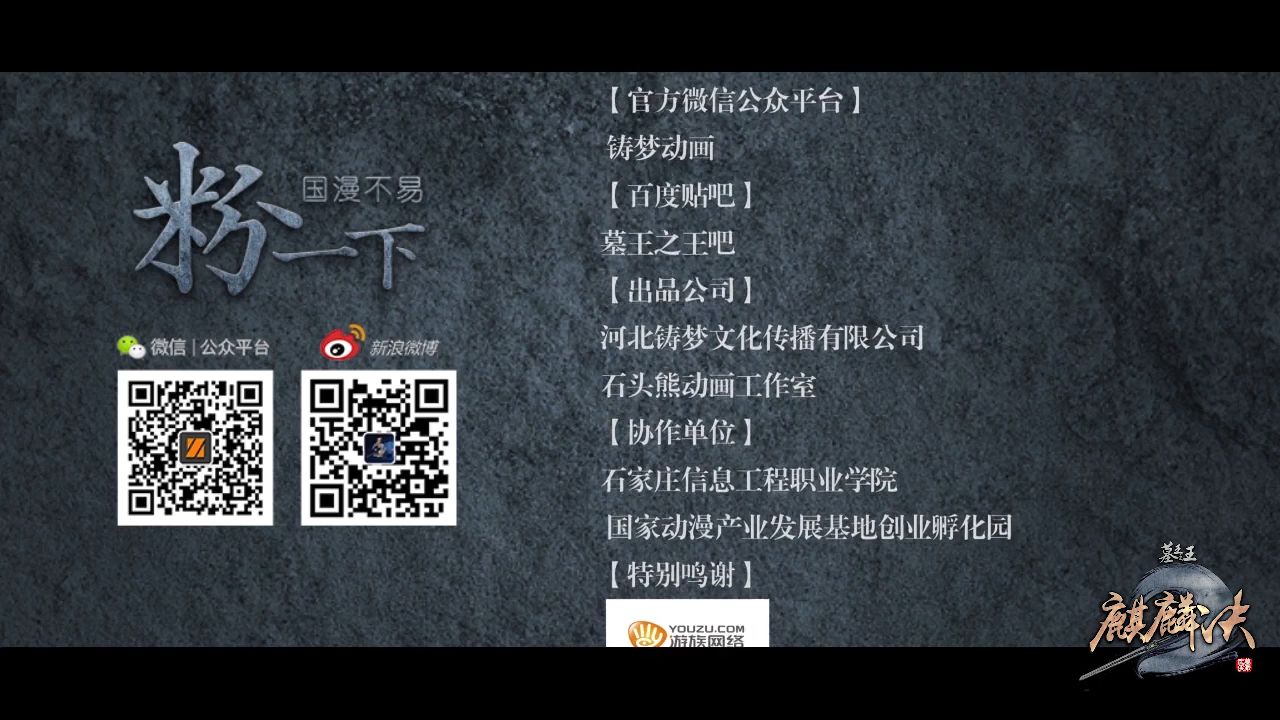 国漫不易
粉一下
微信 | 公众平台
新浪微博
【官方微信公众平台】
铸梦动画
【百度贴吧】
墓王之王吧
【出品公司】
河北铸梦文化传播有限公司
石头熊动画工作室
【协作单位】
石家庄信息工程职业学院
国家动漫产业发展基地创业孵化园
【特别鸣谢】
YOUZU.COM
游族网络
墓王之王
麒麟决